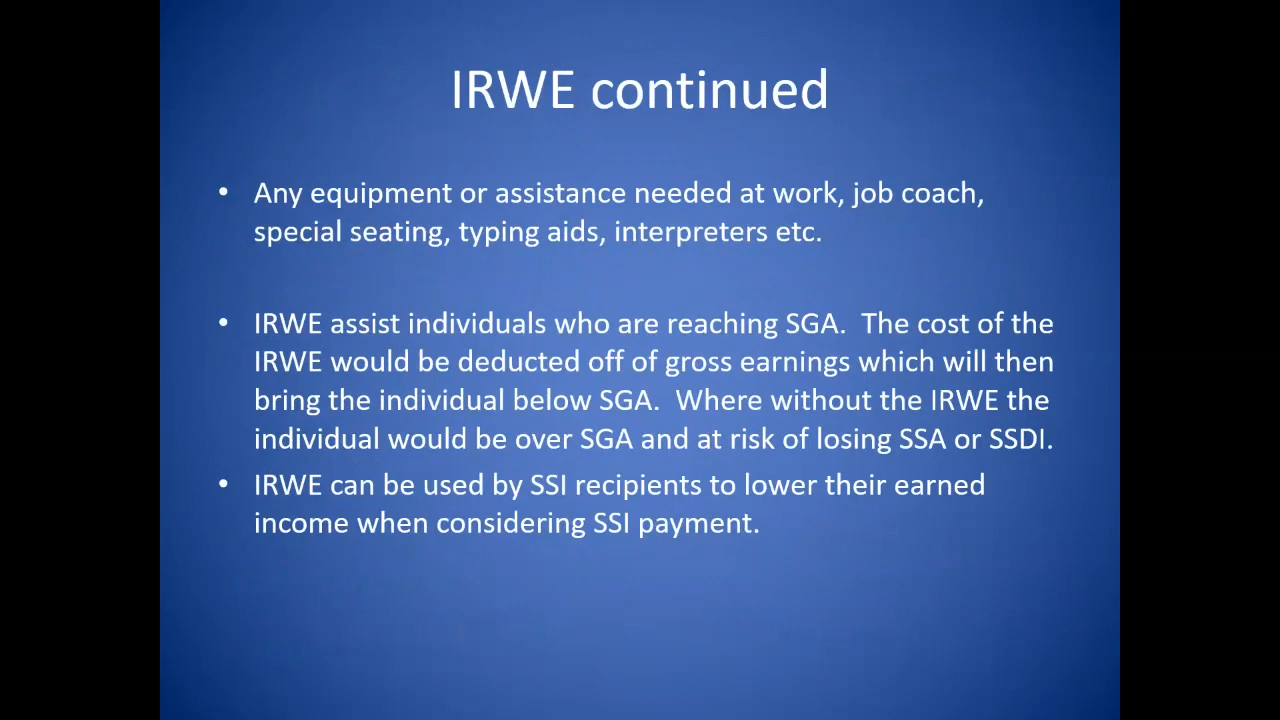 IRWE continued
• Any equipment or assistance needed at work, job coach,
special seating, typing aids, interpreters etc.
• IRWE assist individuals who are reaching SGA.  The cost of the
IRWE would be deducted off of gross earnings which will then
bring the individual below SGA.  Where without the IRWE the
individual would be over SGA and at risk of losing SSA or SSDI.
• IRWE can be used by SSI recipients to lower their earned
income when considering SSI payment.